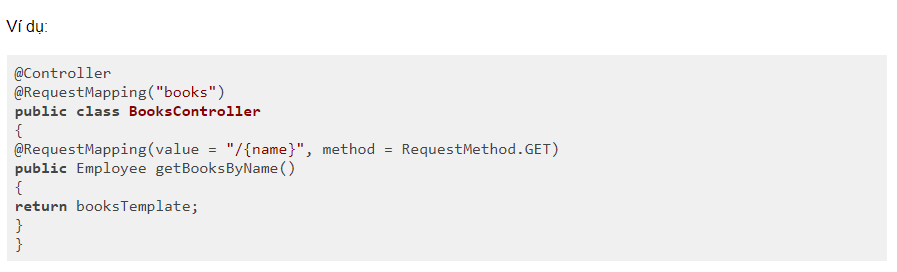 Ví dụ:
@Controller
@RequestMapping("books")
public class BooksController
{
@RequestMapping(value = "/{name}", method = RequestMethod.GET)
public Employee getBooksByName()
{
return booksTemplate;
}
}